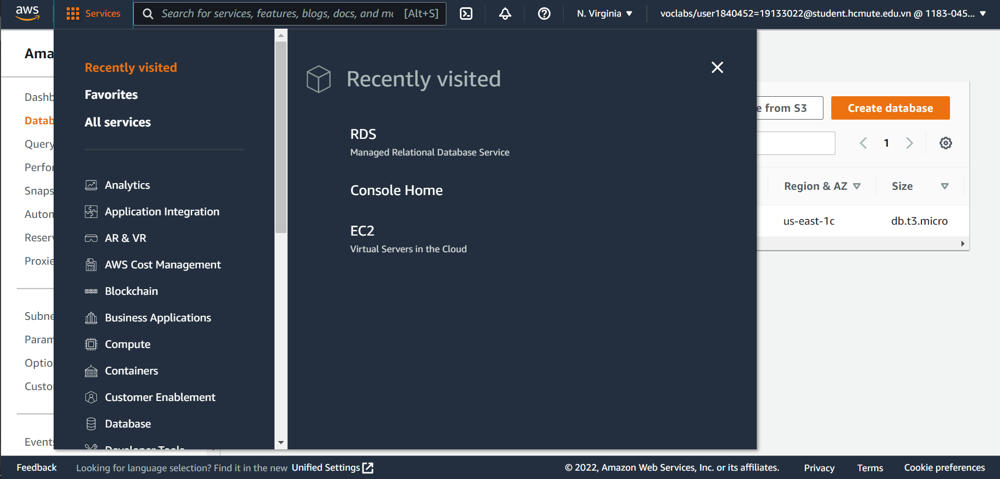 aws
Services
Search for services, features, blogs, docs, and mo [Alt+S]
N. Virginia
voclabs/user1840452=19133022@student.hcmute.edu.vn @ 1183-045...
Ama
Dashb
Datab
Query
Perfor
Snaps
Auton
Reserv
Proxie
Subne
Param
Optio
Custo
Events
Recently visited
Favorites
All services
Analytics
Application Integration
AR & VR
AWS Cost Management
Blockchain
Business Applications
Compute
Containers
Customer Enablement
Database
Developer Tools
Recently visited
RDS
Managed Relational Database Service
Console Home
EC2
Virtual Servers in the Cloud
e from S3
Create database
1
Region & AZ
Size
us-east-1c
db.t3.micro
Feedback
Looking for language selection? Find it in the new Unified Settings
© 2022, Amazon Web Services, Inc. or its affiliates.
Privacy
Terms
Cookie preferences